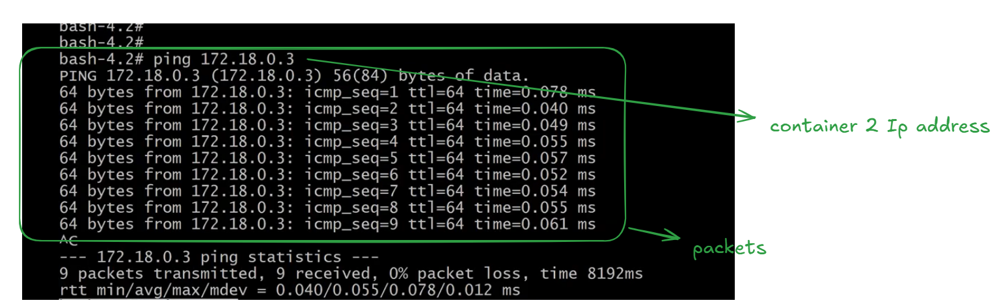 bash-4.2#
bash-4.2#
bash-4.2# ping 172.18.0.3
PING 172.18.0.3 (172.18.0.3) 56(84) bytes of data.
64 bytes from 172.18.0.3: icmp_seq=1 ttl=64 time=0.078 ms
64 bytes from 172.18.0.3: icmp_seq=2 ttl=64 time=0.040 ms
64 bytes from 172.18.0.3: icmp_seq=3 ttl=64 time=0.049 ms
container 2 Ip address
64 bytes from 172.18.0.3: icmp_seq=4 ttl=64 time=0.055 ms
64 bytes from 172.18.0.3: icmp_seq=5 ttl=64 time=0.057 ms
64 bytes from 172.18.0.3: icmp_seq=6 ttl=64 time=0.052 ms
64 bytes from 172.18.0.3: icmp_seq=7 ttl=64 time=0.054 ms
64 bytes from 172.18.0.3: icmp_seq=8 ttl=64 time=0.055 ms
64 bytes from 172.18.0.3: icmp_seq=9 ttl=64 time=0.061 ms
^C
packets
--- 172.18.0.3 ping statistics ---
9 packets transmitted, 9 received, 0% packet loss, time 8192ms
rtt min/avg/max/mdev = 0.040/0.055/0.078/0.012 ms